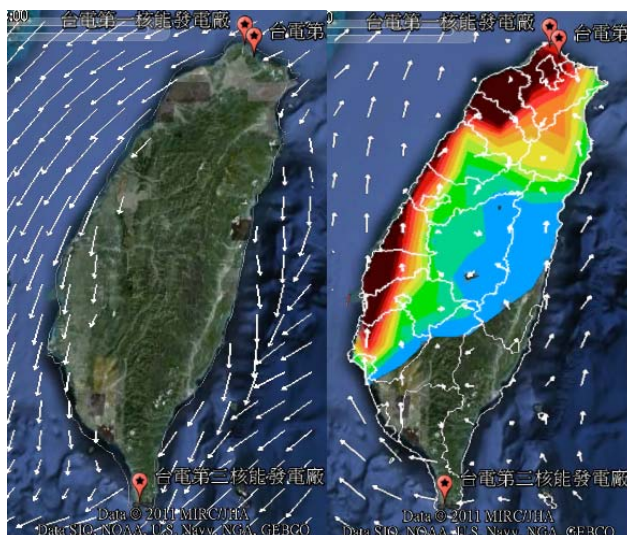 台電第一核能發電廠
台電第
台電第三核能發電廠
Data © 2011 MIRC/JHA
Data SIO, NOAA, U.S. Navy, NGA, GEBCO
台電第一核能發電廠
台電第
台電第三核能發電廠
Data © 2011 MIRC/JHA
Data SIO, NOAA, U.S. Navy, NGA, GEBCO